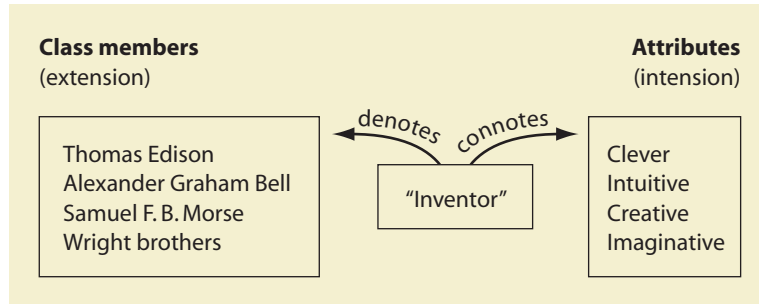 Class members
(extension)
Attributes
(intension)
denotes
connotes
Thomas Edison
Alexander Graham Bell
Samuel F. B. Morse
Wright brothers
“Inventor”
Clever
Intuitive
Creative
Imaginative